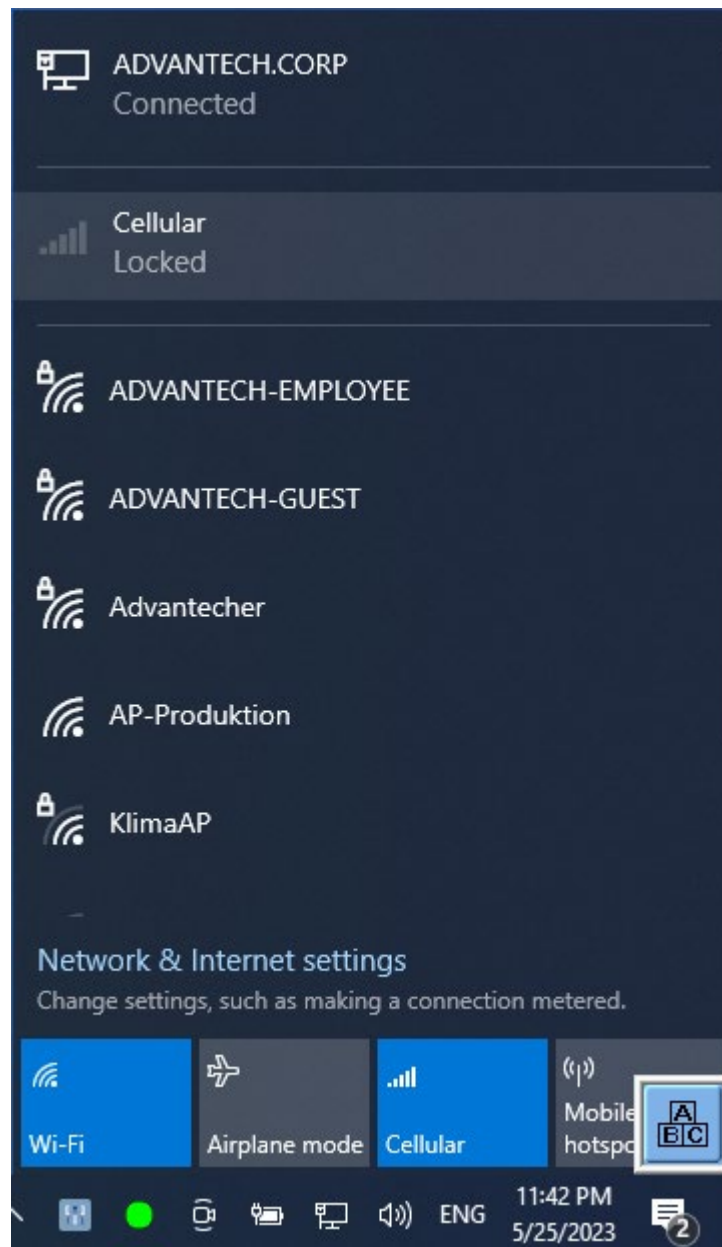 ADVANTECH.CORP
Connected
Cellular
Locked
ADVANTECH-EMPLOYEE
ADVANTECH-GUEST
Advantecher
AP-Produktion
KlimaAP
Network & Internet settings
Change settings, such as making a connection metered.
Wi-Fi
Airplane mode
Cellular
Mobile
hotspo
A
B C
ENG
11:42 PM
5/25/2023
2